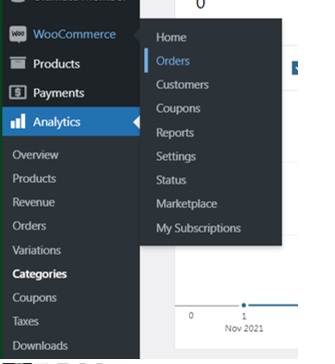 0
WooCommerce
Products
Payments
Analytics
Overview
Products
Revenue
Orders
Variations
Categories
Coupons
Taxes
Downloads
Home
Orders
Customers
Coupons
Reports
Settings
Status
Marketplace
My Subscriptions
0
1
Nov 2021